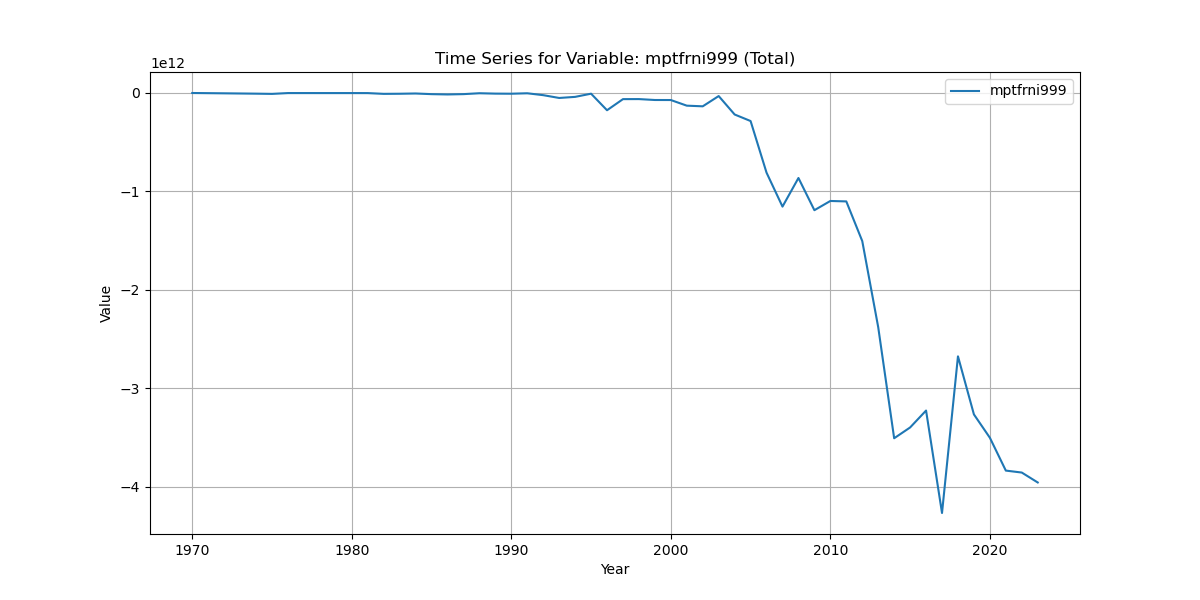 Time Series for Variable: mptfrni999 (Total)
1e12
mptfrni999
0
−1
−2
−3
−4
Value
1970 1980 1990 2000 2010 2020
Year